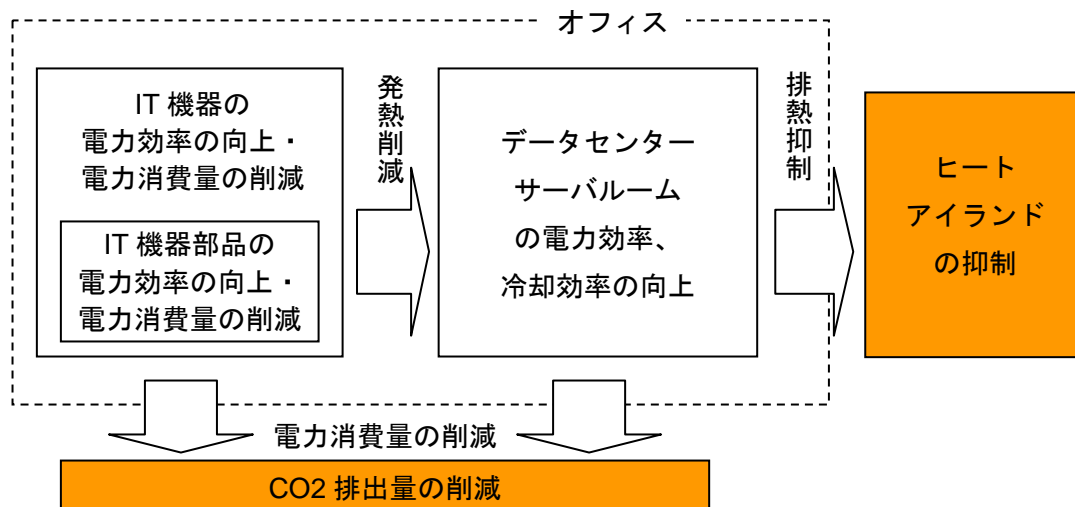 オフィス
IT 機器の
電力効率の向上・
電力消費量の削減
IT 機器部品の
電力効率の向上・
電力消費量の削減
発熱削減
データセンター
サーバルーム
の電力効率、
冷却効率の向上
排熱抑制
ヒート
アイランド
の抑制
電力消費量の削減
CO2 排出量の削減